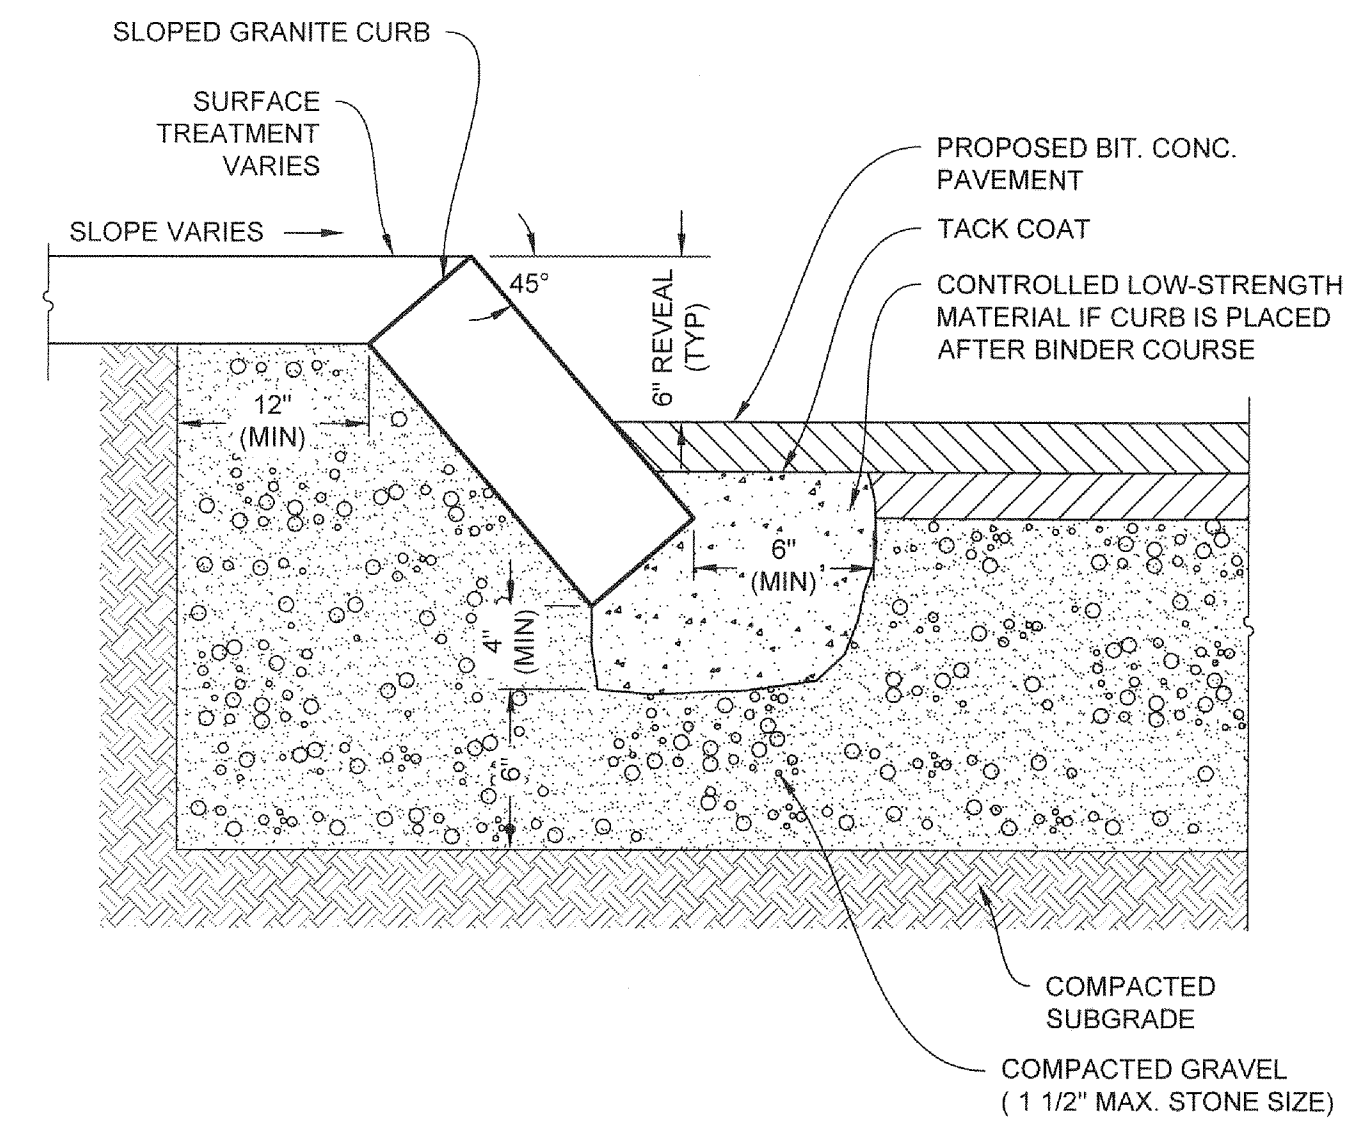 SLOPED GRANITE CURB
SURFACE
TREATMENT
VARIES
SLOPE VARIES
45°
6" REVEAL
(TYP)
PROPOSED BIT. CONC.
PAVEMENT
TACK COAT
CONTROLLED LOW-STRENGTH
MATERIAL IF CURB IS PLACED
AFTER BINDER COURSE
12"
(MIN)
6"
(MIN)
4"
(MIN)
6"
COMPACTED
SUBGRADE
COMPACTED GRAVEL
( 1 1/2" MAX. STONE SIZE)